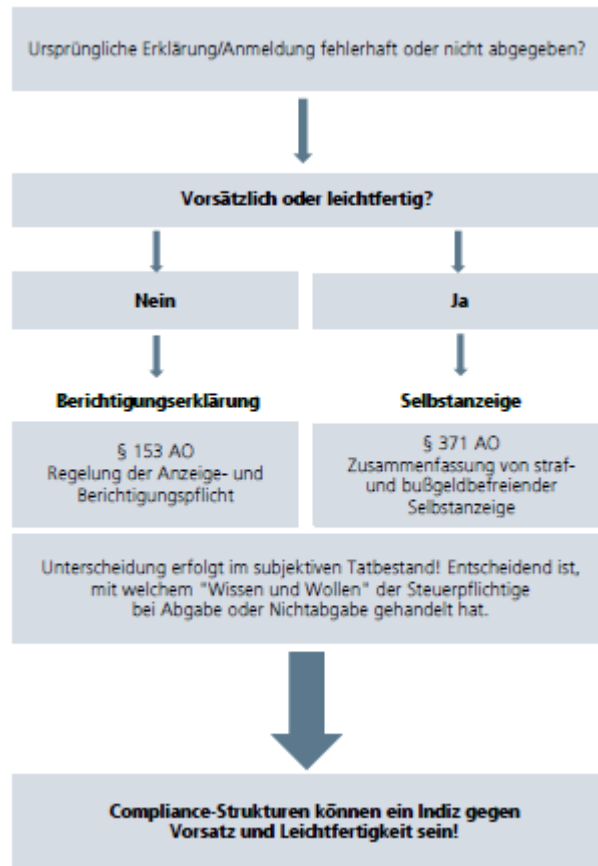 Ursprüngliche Erklärung/Anmeldung fehlerhaft oder nicht abgegeben?
Vorsätzlich oder leichtfertig?
Nein
Ja
Berichtigungserklärung
Selbstanzeige
§ 153 AO
Regelung der Anzeige- und
Berichtigungspflicht
§ 371 AO
Zusammenfassung von straf-
und bußgeldbefreiender
Selbstanzeige
Unterscheidung erfolgt im subjektiven Tatbestand! Entscheidend ist,
mit welchem "Wissen und Wollen" der Steuerpflichtige
bei Abgabe oder Nichtabgabe gehandelt hat.
Compliance-Strukturen können ein Indiz gegen
Vorsatz und Leichtfertigkeit sein!